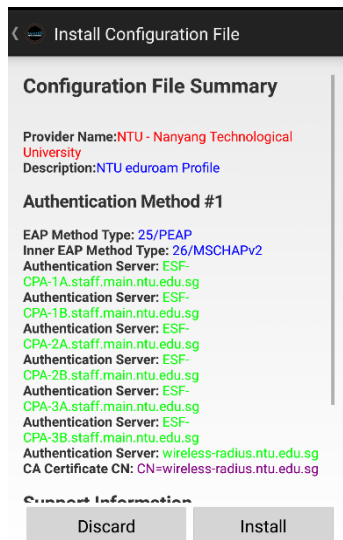 Install Configuration File
Configuration File Summary
Provider Name:NTU - Nanyang Technological
University
Description:NTU eduroam Profile
Authentication Method #1
EAP Method Type: 25/PEAP
Inner EAP Method Type: 26/MSCHAPv2
Authentication Server: ESF-
CPA-1A.staff.main.ntu.edu.sg
Authentication Server: ESF-
CPA-1B.staff.main.ntu.edu.sg
Authentication Server: ESF-
CPA-2A.staff.main.ntu.edu.sg
Authentication Server: ESF-
CPA-2B.staff.main.ntu.edu.sg
Authentication Server: ESF-
CPA-3A.staff.main.ntu.edu.sg
Authentication Server: ESF-
CPA-3B.staff.main.ntu.edu.sg
Authentication Server: wireless-radius.ntu.edu.sg
CA Certificate CN: CN=wireless-radius.ntu.edu.sg
Support Information
Discard Install